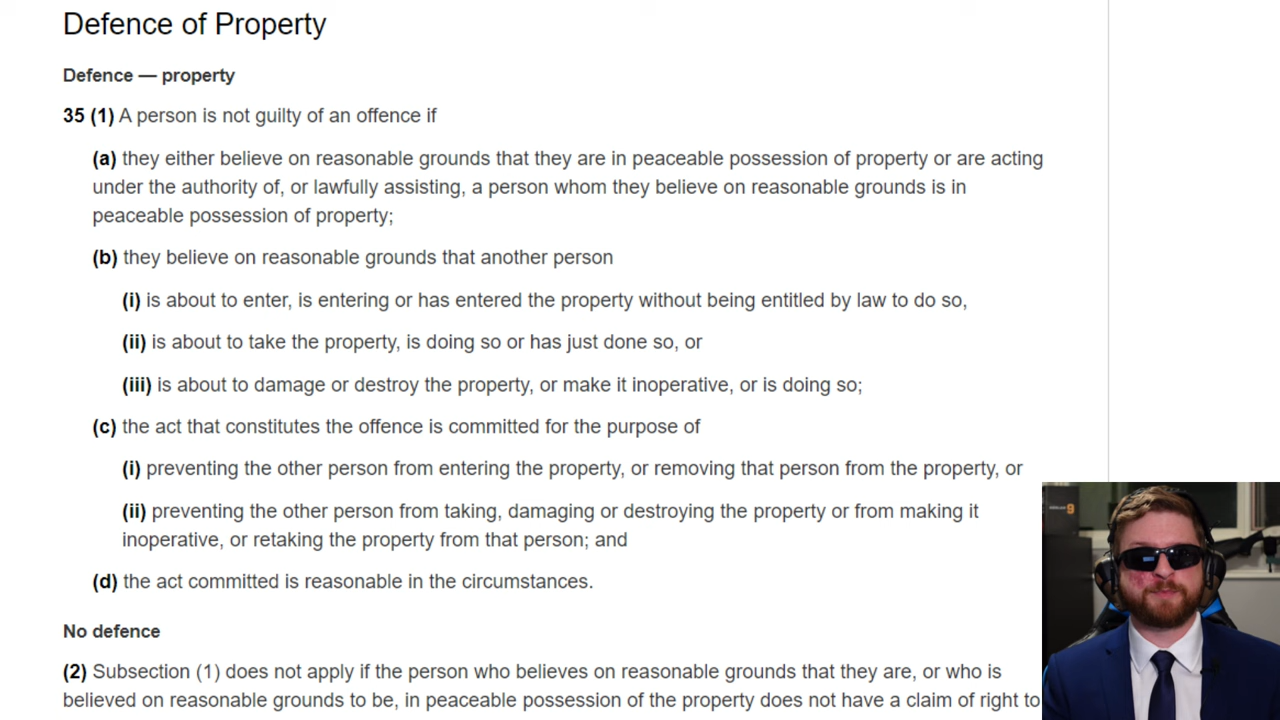 Defence of Property
Defence — property
35 (1) A person is not guilty of an offence if
(a) they either believe on reasonable grounds that they are in peaceable possession of property or are acting
under the authority of, or lawfully assisting, a person whom they believe on reasonable grounds is in
peaceable possession of property;
(b) they believe on reasonable grounds that another person
(i) is about to enter, is entering or has entered the property without being entitled by law to do so,
(ii) is about to take the property, is doing so or has just done so, or
(iii) is about to damage or destroy the property, or make it inoperative, or is doing so;
(c) the act that constitutes the offence is committed for the purpose of
(i) preventing the other person from entering the property, or removing that person from the property, or
(ii) preventing the other person from taking, damaging or destroying the property or from making it
inoperative, or retaking the property from that person; and
(d) the act committed is reasonable in the circumstances.
No defence
(2) Subsection (1) does not apply if the person who believes on reasonable grounds that they are, or who is
believed on reasonable grounds to be, in peaceable possession of the property does not have a claim of right to